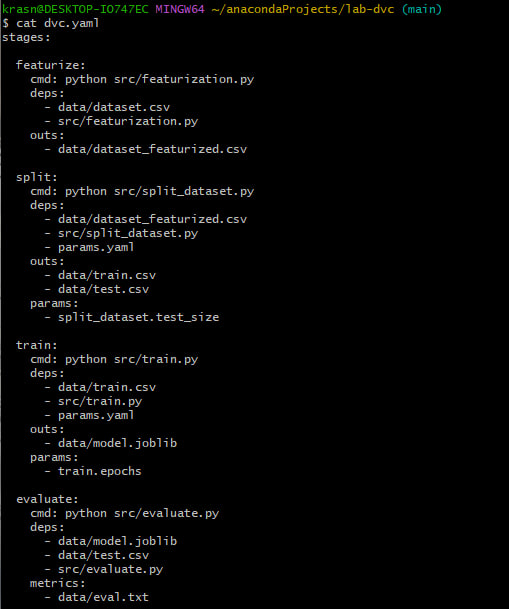 krasn@DESKTOP-IO747EC MINGW64 ~/anacondaProjects/lab-dvc (main)
$ cat dvc.yaml
stages:

  featurize:
    cmd: python src/featurization.py
    deps:
      - data/dataset.csv
      - src/featurization.py
    outs:
      - data/dataset_featurized.csv

  split:
    cmd: python src/split_dataset.py
    deps:
      - data/dataset_featurized.csv
      - src/split_dataset.py
      - params.yaml
    outs:
      - data/train.csv
      - data/test.csv
    params:
      - split_dataset.test_size

  train:
    cmd: python src/train.py
    deps:
      - data/train.csv
      - src/train.py
      - params.yaml
    outs:
      - data/model.joblib
    params:
      - train.epochs

  evaluate:
    cmd: python src/evaluate.py
    deps:
      - data/model.joblib
      - data/test.csv
      - src/evaluate.py
    metrics:
      - data/eval.txt